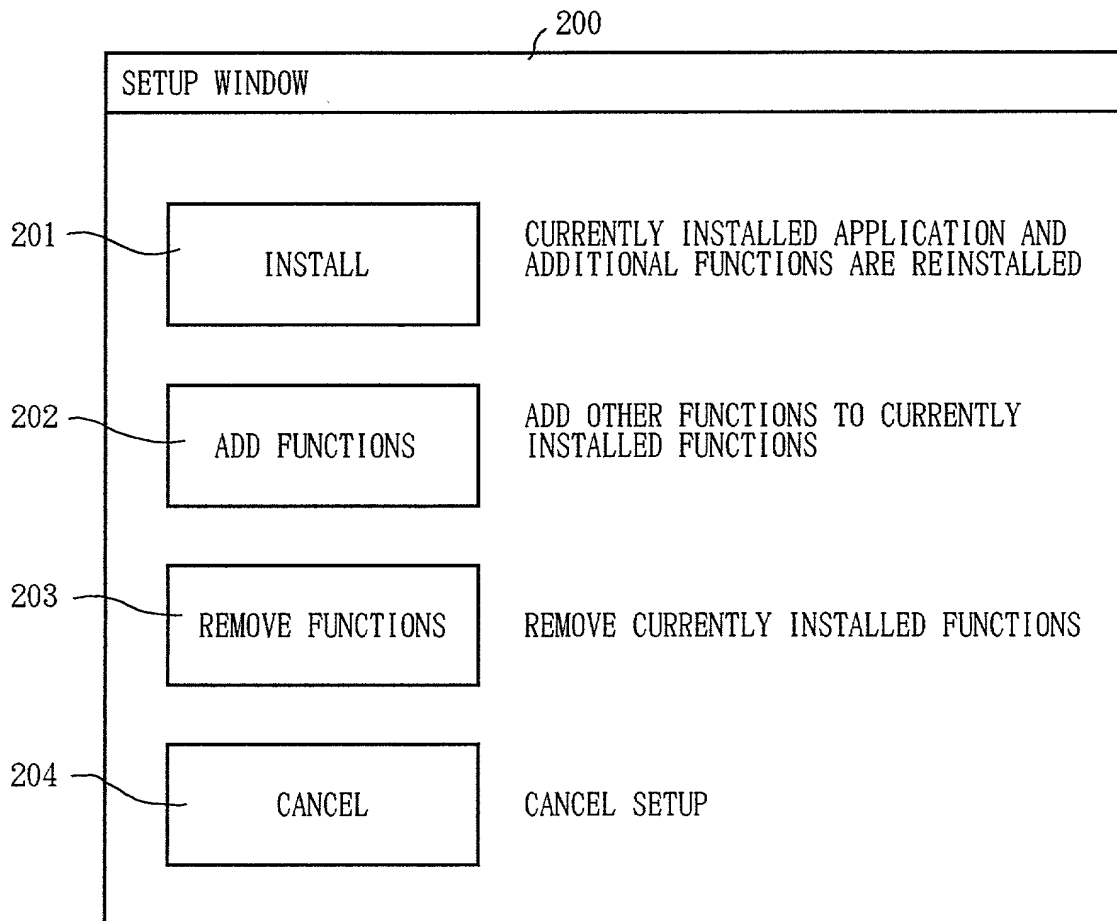 200
SETUP WINDOW
201
INSTALL
CURRENTLY INSTALLED APPLICATION AND
ADDITIONAL FUNCTIONS ARE REINSTALLED
202
ADD FUNCTIONS
ADD OTHER FUNCTIONS TO CURRENTLY
INSTALLED FUNCTIONS
203
REMOVE FUNCTIONS
REMOVE CURRENTLY INSTALLED FUNCTIONS
204
CANCEL
CANCEL SETUP